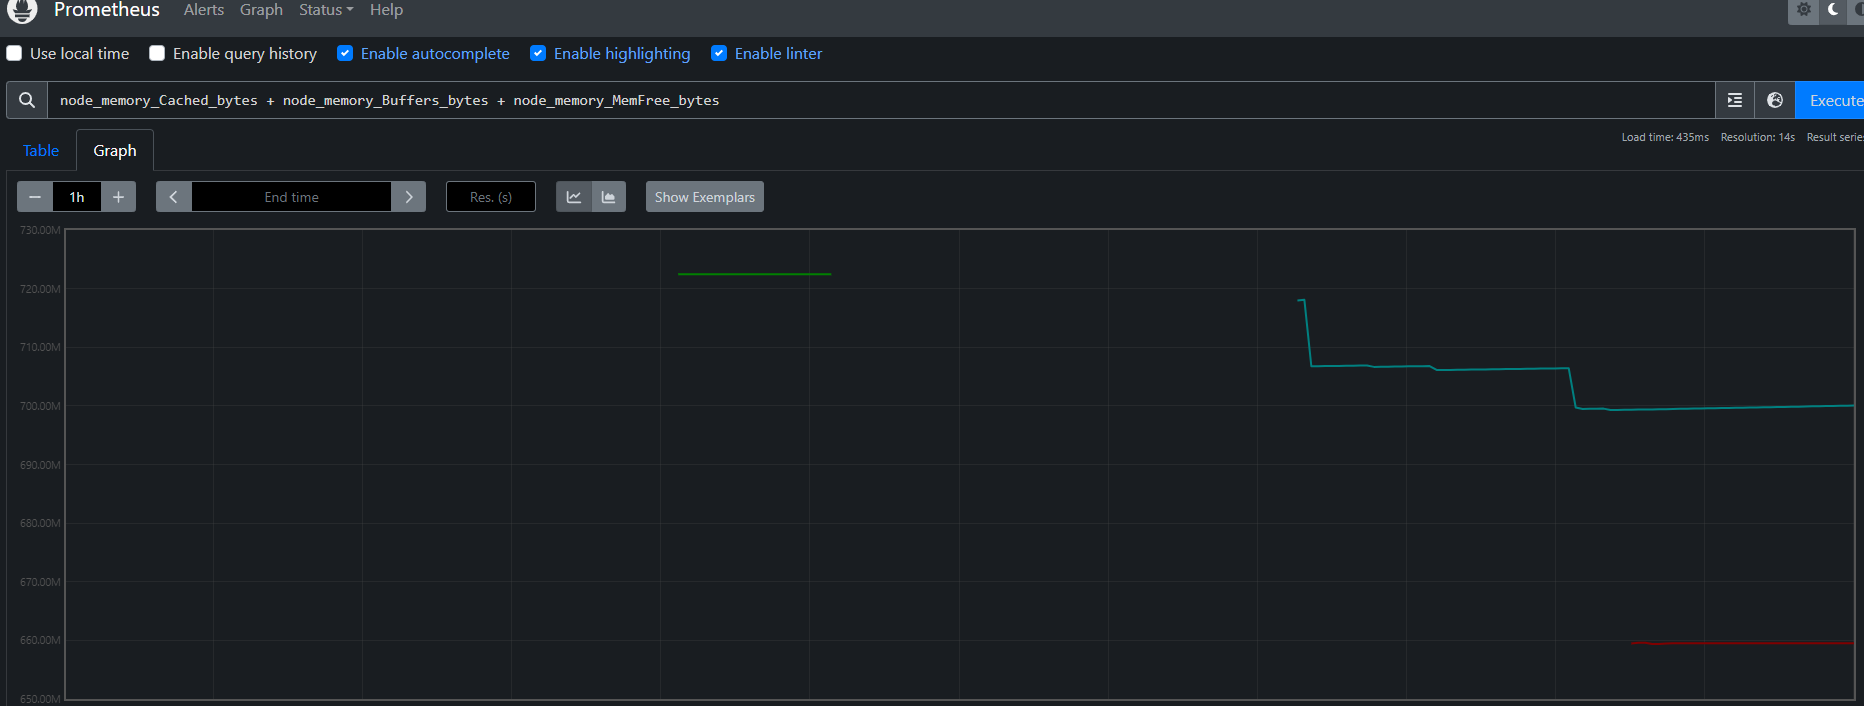 Prometheus Alerts Graph Status Help
Use local time Enable query history Enable autocomplete Enable highlighting Enable linter
node_memory_Cached_bytes + node_memory_Buffers_bytes + node_memory_MemFree_bytes Execute
Load time: 435ms Resolution: 14s Result series
Table Graph
1h End time Res. (s) Show Exemplars
730.00M
720.00M
710.00M
700.00M
690.00M
680.00M
670.00M
660.00M
650.00M